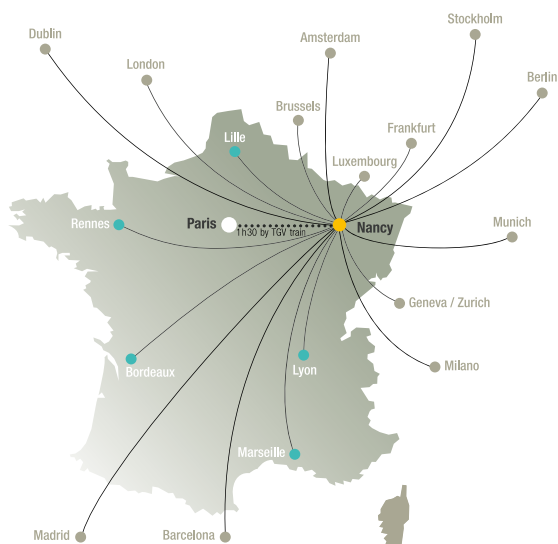 Stockholm
Dublin
Amsterdam
London
Berlin
Brussels
Frankfurt
Lille
Luxembourg
Rennes
Paris
Nancy
Munich
1h30 by TGV train
Geneva / Zurich
Milano
Bordeaux
Lyon
Marseille
Madrid
Barcelona